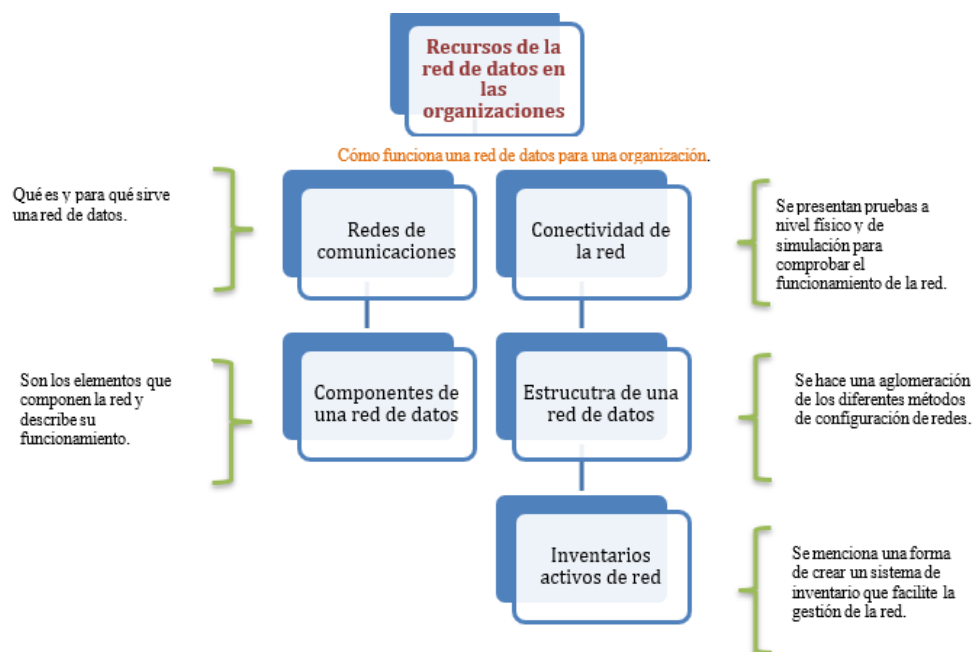 Recursos de la
red de datos en
las
organizaciones
Cómo funciona una red de datos para una organización.
Qué es y para qué sirve
una red de datos.
Redes de
comunicaciones
Conectividad de
la red
Se presentan pruebas a
nivel físico y de
simulación para
comprobar el
funcionamiento de la red.
Son los elementos que
componen la red y
describe su
funcionamiento.
Componentes de
una red de datos
Estrucutra de una
red de datos
Se hace una aglomeración
de los diferentes métodos
de configuración de redes.
Inventarios
activos de red
Se menciona una forma
de crear un sistema de
inventario que facilite la
gestión de la red.